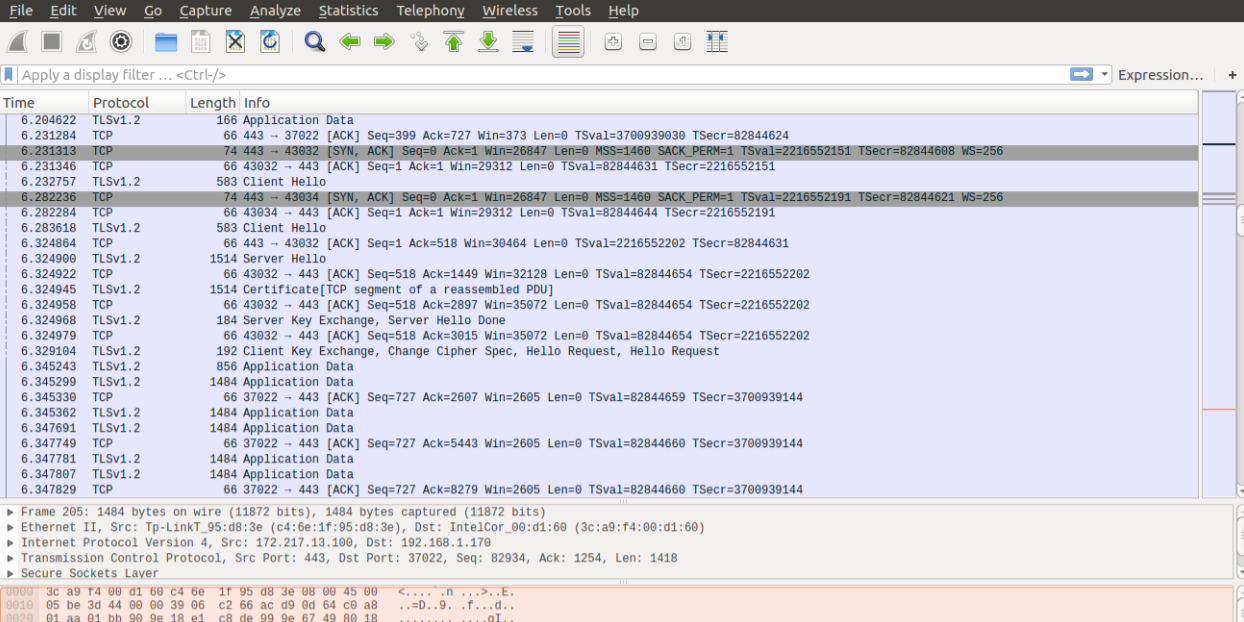 File Edit View Go Capture Analyze Statistics Telephony Wireless Tools Help
Apply a display filter … <Ctrl-/> Expression… +
Time Protocol Length Info
6.204622 TLSv1.2 166 Application Data
6.231284 TCP 66 443 → 37022 [ACK] Seq=399 Ack=727 Win=373 Len=0 TSval=3700939030 TSecr=82844624
6.231313 TCP 74 443 → 43032 [SYN, ACK] Seq=0 Ack=1 Win=26847 Len=0 MSS=1460 SACK_PERM=1 TSval=2216552151 TSecr=82844608 WS=256
6.231346 TCP 66 43032 → 443 [ACK] Seq=1 Ack=1 Win=29312 Len=0 TSval=82844631 TSecr=2216552151
6.232757 TLSv1.2 583 Client Hello
6.282236 TCP 74 443 → 43034 [SYN, ACK] Seq=0 Ack=1 Win=26847 Len=0 MSS=1460 SACK_PERM=1 TSval=2216552191 TSecr=82844621 WS=256
6.282284 TCP 66 43034 → 443 [ACK] Seq=1 Ack=1 Win=29312 Len=0 TSval=82844644 TSecr=2216552191
6.283618 TLSv1.2 583 Client Hello
6.324864 TCP 66 443 → 43032 [ACK] Seq=1 Ack=518 Win=30464 Len=0 TSval=2216552202 TSecr=82844631
6.324900 TLSv1.2 1514 Server Hello
6.324922 TCP 66 43032 → 443 [ACK] Seq=518 Ack=1449 Win=32128 Len=0 TSval=82844654 TSecr=2216552202
6.324945 TLSv1.2 1514 Certificate[TCP segment of a reassembled PDU]
6.324958 TCP 66 43032 → 443 [ACK] Seq=518 Ack=2897 Win=35072 Len=0 TSval=82844654 TSecr=2216552202
6.324968 TLSv1.2 184 Server Key Exchange, Server Hello Done
6.324979 TCP 66 43032 → 443 [ACK] Seq=518 Ack=3015 Win=35072 Len=0 TSval=82844654 TSecr=2216552202
6.329104 TLSv1.2 192 Client Key Exchange, Change Cipher Spec, Hello Request, Hello Request
6.345243 TLSv1.2 856 Application Data
6.345299 TLSv1.2 1484 Application Data
6.345330 TCP 66 37022 → 443 [ACK] Seq=727 Ack=2607 Win=2605 Len=0 TSval=82844659 TSecr=3700939144
6.345362 TLSv1.2 1484 Application Data
6.347691 TLSv1.2 1484 Application Data
6.347749 TCP 66 37022 → 443 [ACK] Seq=727 Ack=5443 Win=2605 Len=0 TSval=82844660 TSecr=3700939144
6.347781 TLSv1.2 1484 Application Data
6.347807 TLSv1.2 1484 Application Data
6.347829 TCP 66 37022 → 443 [ACK] Seq=727 Ack=8279 Win=2605 Len=0 TSval=82844660 TSecr=3700939144
Frame 205: 1484 bytes on wire (11872 bits), 1484 bytes captured (11872 bits)
Ethernet II, Src: Tp-LinkT_95:d8:3e (c4:6e:1f:95:d8:3e), Dst: IntelCor_00:d1:60 (3c:a9:f4:00:d1:60)
Internet Protocol Version 4, Src: 172.217.13.100, Dst: 192.168.1.170
Transmission Control Protocol, Src Port: 443, Dst Port: 37022, Seq: 82934, Ack: 1254, Len: 1418
Secure Sockets Layer
0000 3c a9 f4 00 d1 60 c4 6e 1f 95 d8 3e 08 00 45 00 <....`.n ...>..E.
0010 05 be 3d 44 00 00 39 06 c2 66 ac d9 0d 64 c0 a8 ..=D..9. .f...d..
0020 01 aa 01 bb 90 9e 18 e1 c8 de 99 9e 67 49 80 18 ........ ....gI..